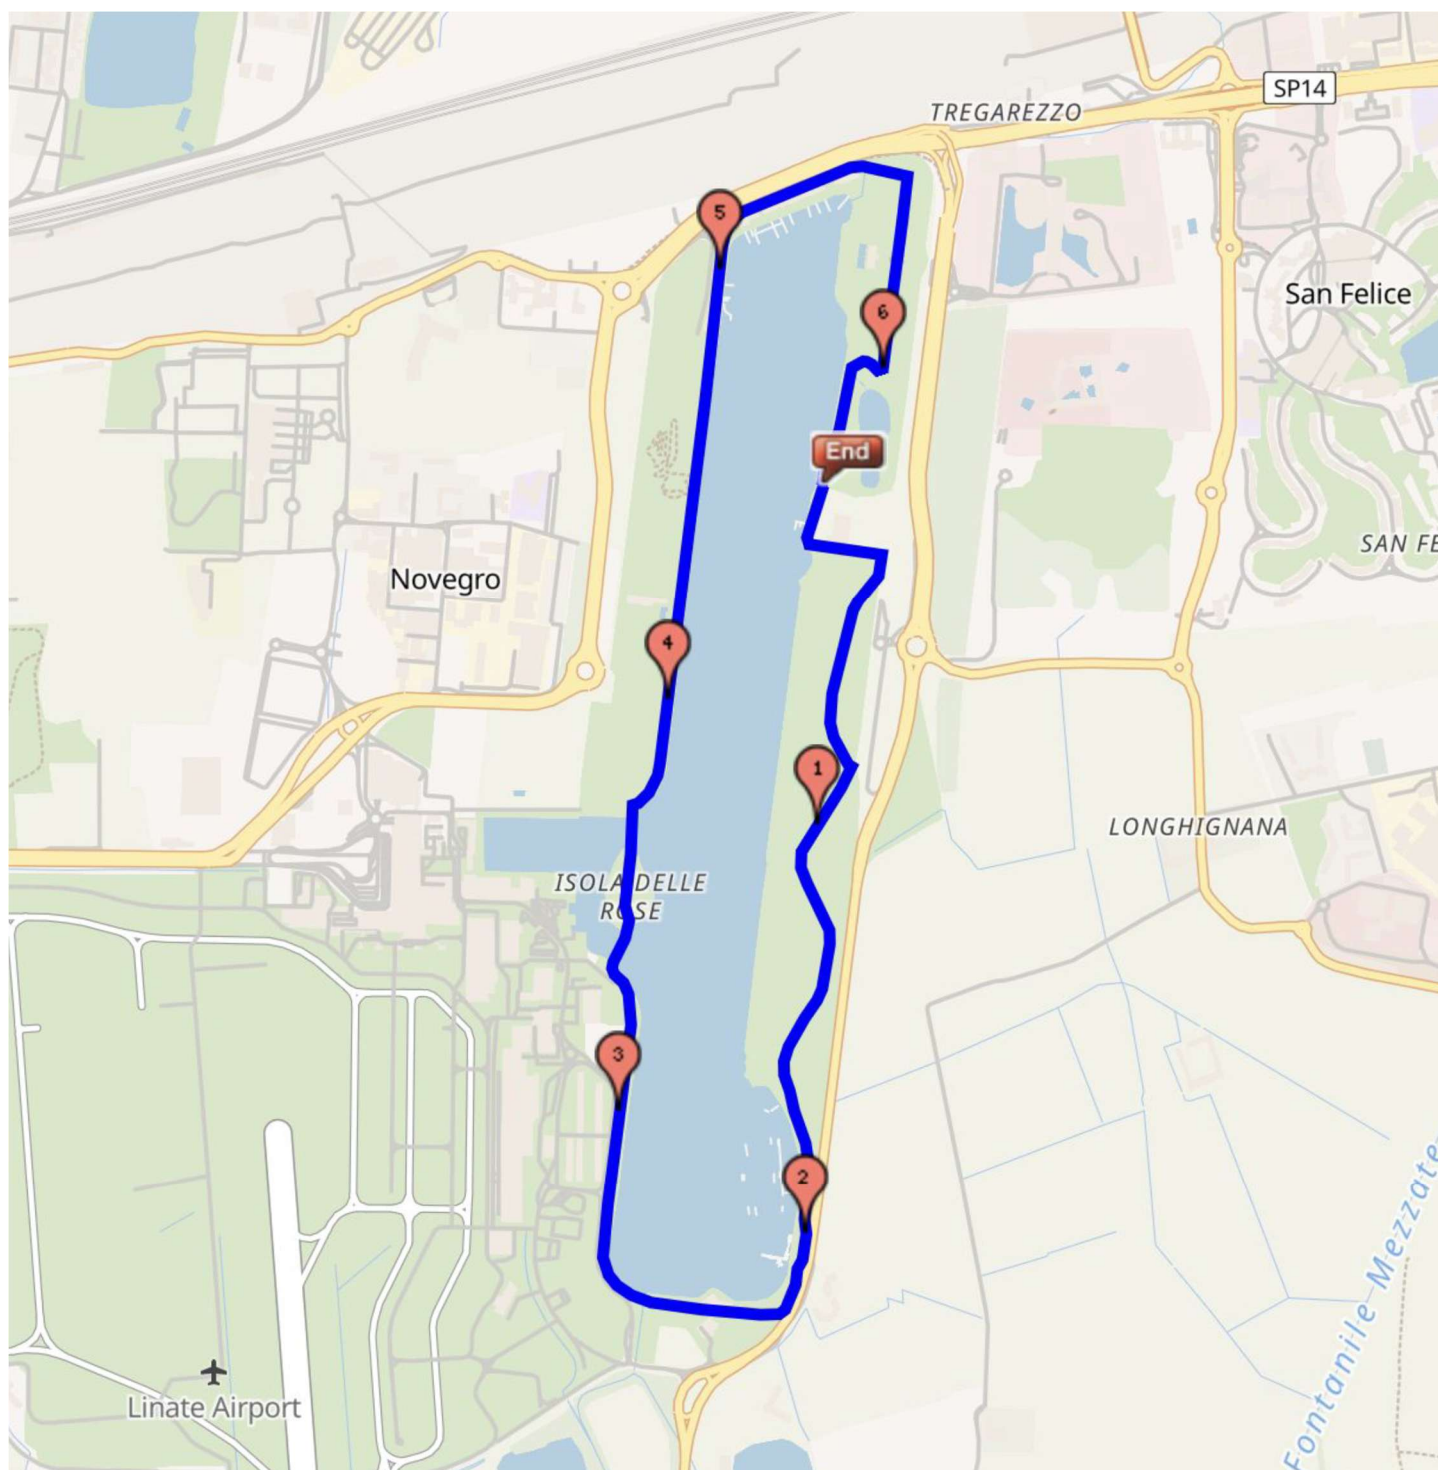 SP14
TREGAREZZO
5
San Felice
6
End
SAN FE
Novegro
4
1
LONGHIGNANA
ISOLA DELLE
ROSE
3
2
Fontanile Mezzate
Linate Airport